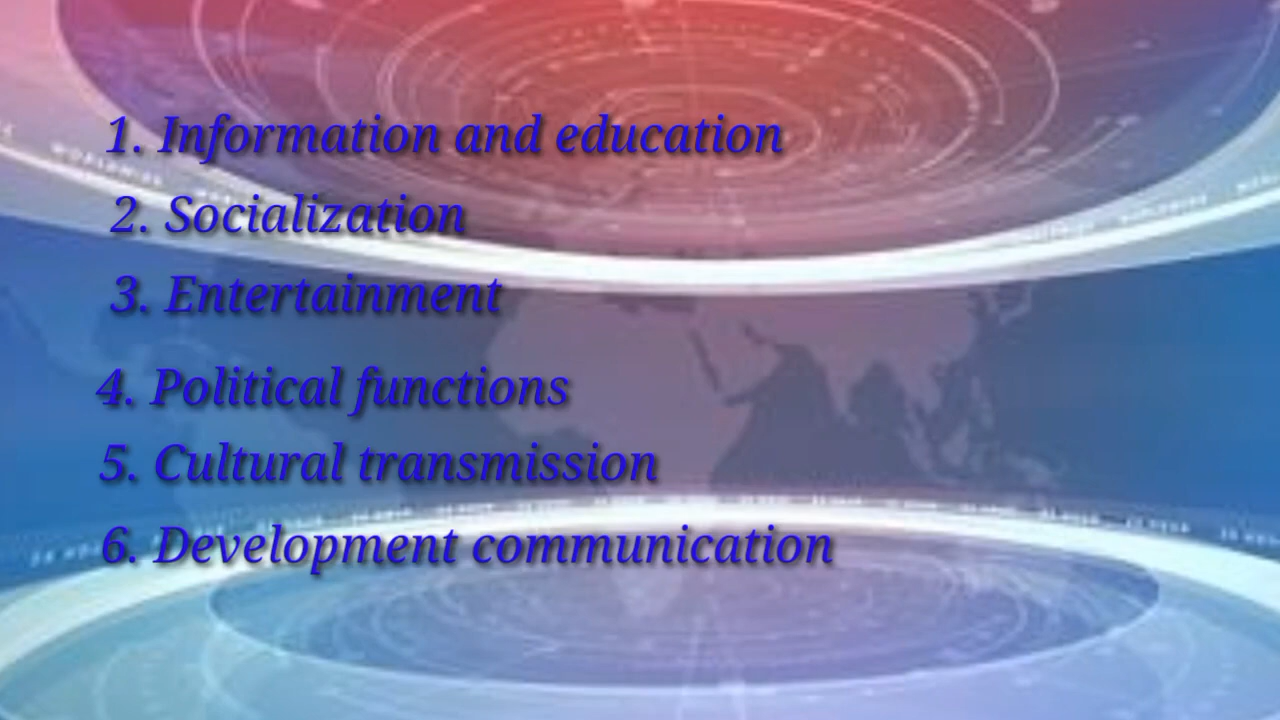 1. Information and education
2. Socialization
3. Entertainment
4. Political functions
5. Cultural transmission
6. Development communication